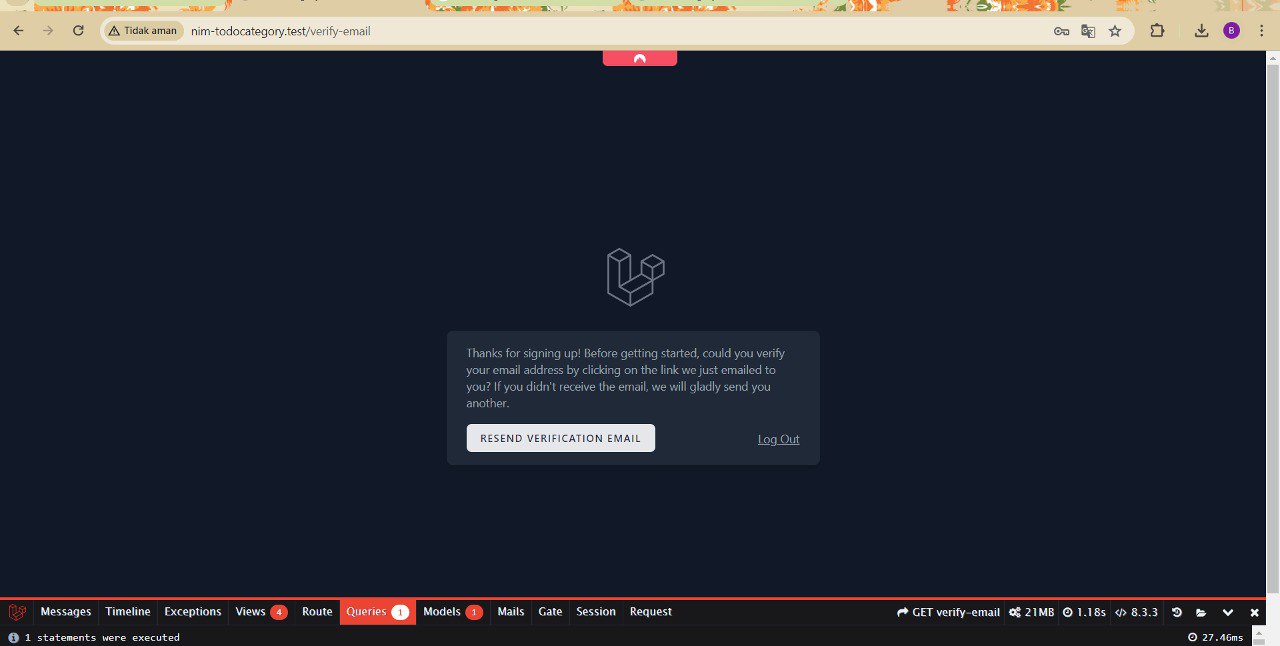 Tidak aman
nim-todocategory.test/verify-email
B
Thanks for signing up! Before getting started, could you verify
your email address by clicking on the link we just emailed to
you? If you didn't receive the email, we will gladly send you
another.
RESEND VERIFICATION EMAIL
Log Out
Messages Timeline Exceptions Views 4 Route Queries 1 Models 1 Mails Gate Session Request GET verify-email 21MB 1.18s 8.3.3
1 statements were executed 27.46ms